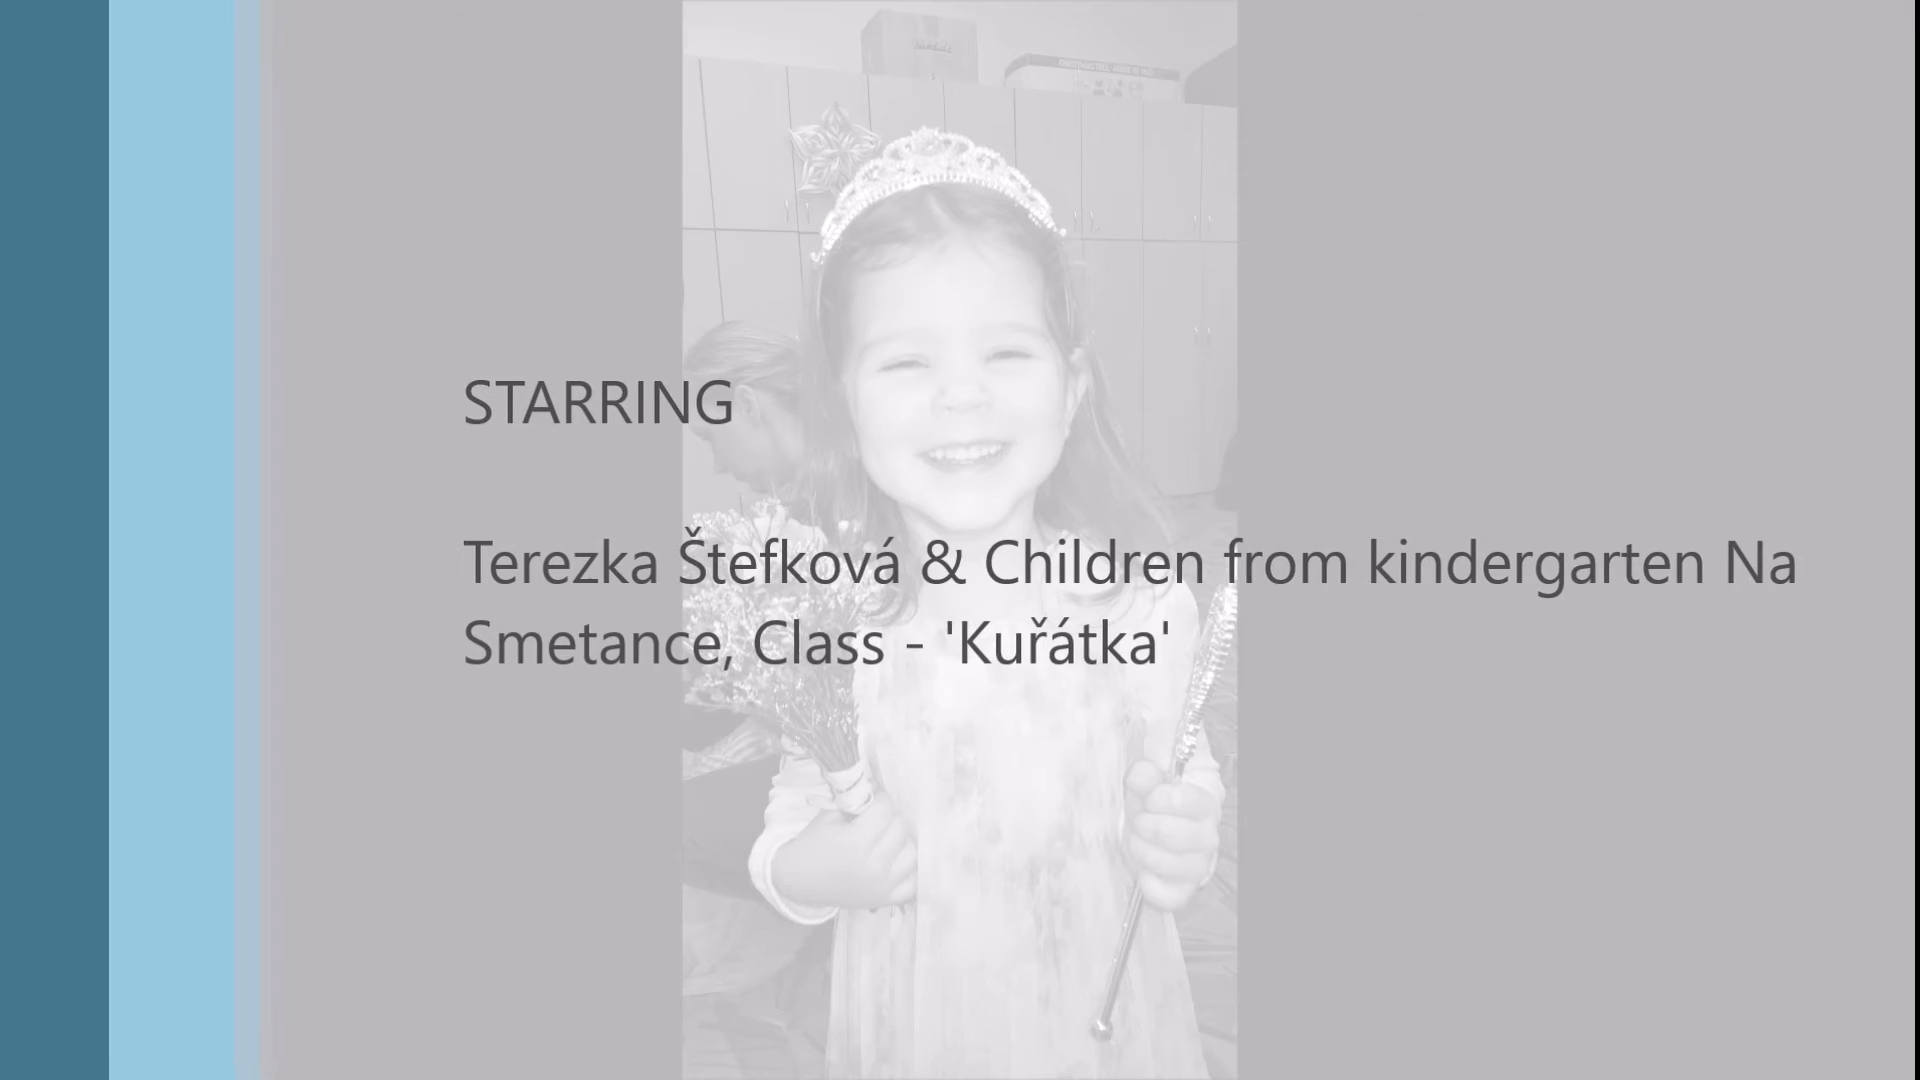 STARRING
Terezka Štefková & Children from kindergarten Na
Smetance, Class - 'Kuřátka'